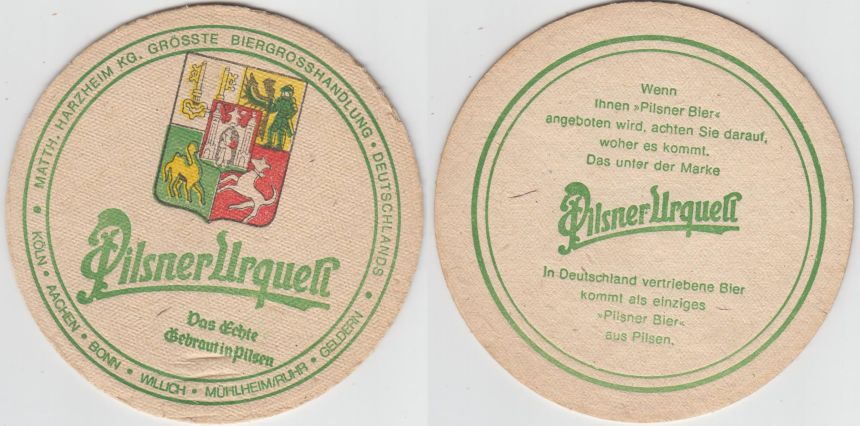 MATTH. HARZHEIM KG. GRÖSSTE BIERGROSSHANDLUNG • DEUTSCHLANDS •
KÖLN • AACHEN • BONN • WILLICH • MÜHLHEIM/RUHR • GELDERN •
Pilsner Urquell
Das Echte
Gebraut in Pilsen
Wenn
Ihnen »Pilsner Bier«
angeboten wird, achten Sie darauf,
woher es kommt.
Das unter der Marke
Pilsner Urquell
In Deutschland vertriebene Bier
kommt als einziges
»Pilsner Bier«
aus Pilsen.